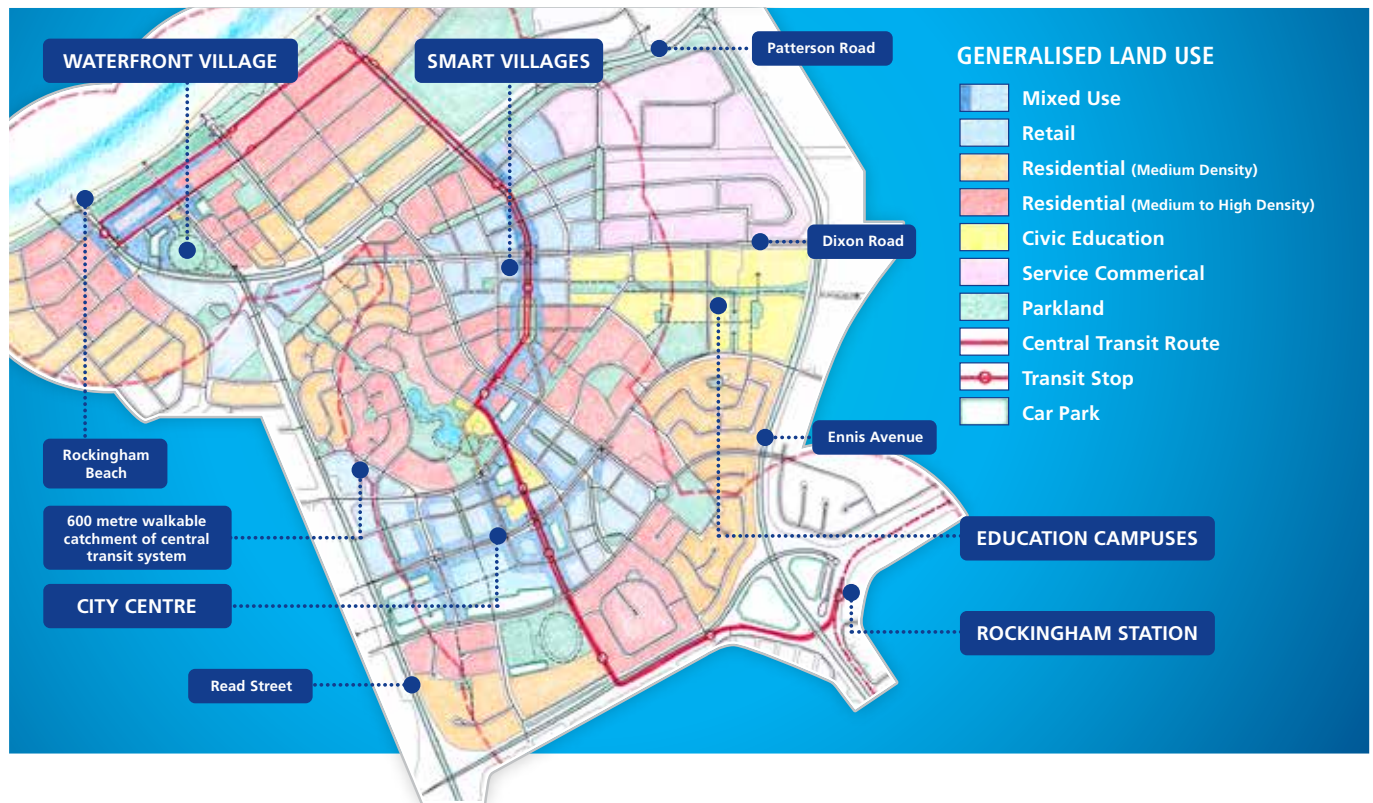 WATERFRONT VILLAGE
SMART VILLAGES
Patterson Road
Dixon Road
Ennis Avenue
Rockingham
Beach
600 metre walkable
catchment of central
transit system
CITY CENTRE
Read Street
EDUCATION CAMPUSES
ROCKINGHAM STATION
GENERALISED LAND USE
Mixed Use
Retail
Residential (Medium Density)
Residential (Medium to High Density)
Civic Education
Service Commerical
Parkland
Central Transit Route
Transit Stop
Car Park